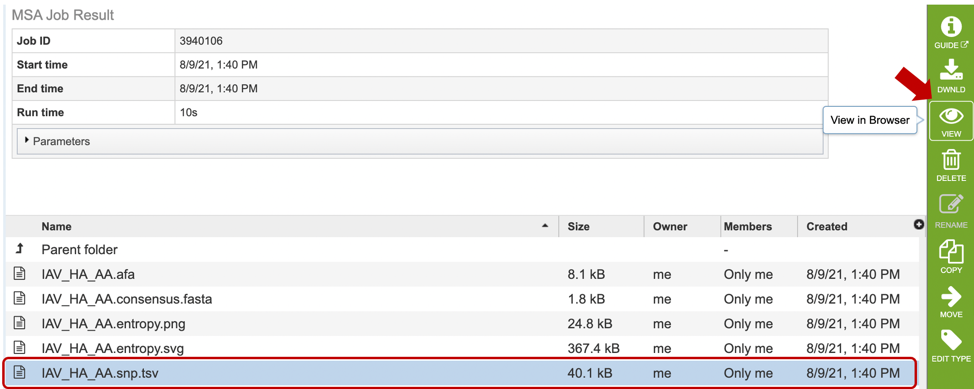 MSA Job Result
Job ID 3940106
Start time 8/9/21, 1:40 PM
End time 8/9/21, 1:40 PM
Run time 10s
Parameters
Name Size Owner Members Created
Parent folder -
IAV_HA_AA.afa 8.1 kB me Only me 8/9/21, 1:40 PM
IAV_HA_AA.consensus.fasta 1.8 kB me Only me 8/9/21, 1:40 PM
IAV_HA_AA.entropy.png 24.8 kB me Only me 8/9/21, 1:40 PM
IAV_HA_AA.entropy.svg 367.4 kB me Only me 8/9/21, 1:40 PM
IAV_HA_AA.snp.tsv 40.1 kB me Only me 8/9/21, 1:40 PM
GUIDE
DWNLD
View in Browser
VIEW
DELETE
RENAME
COPY
MOVE
EDIT TYPE